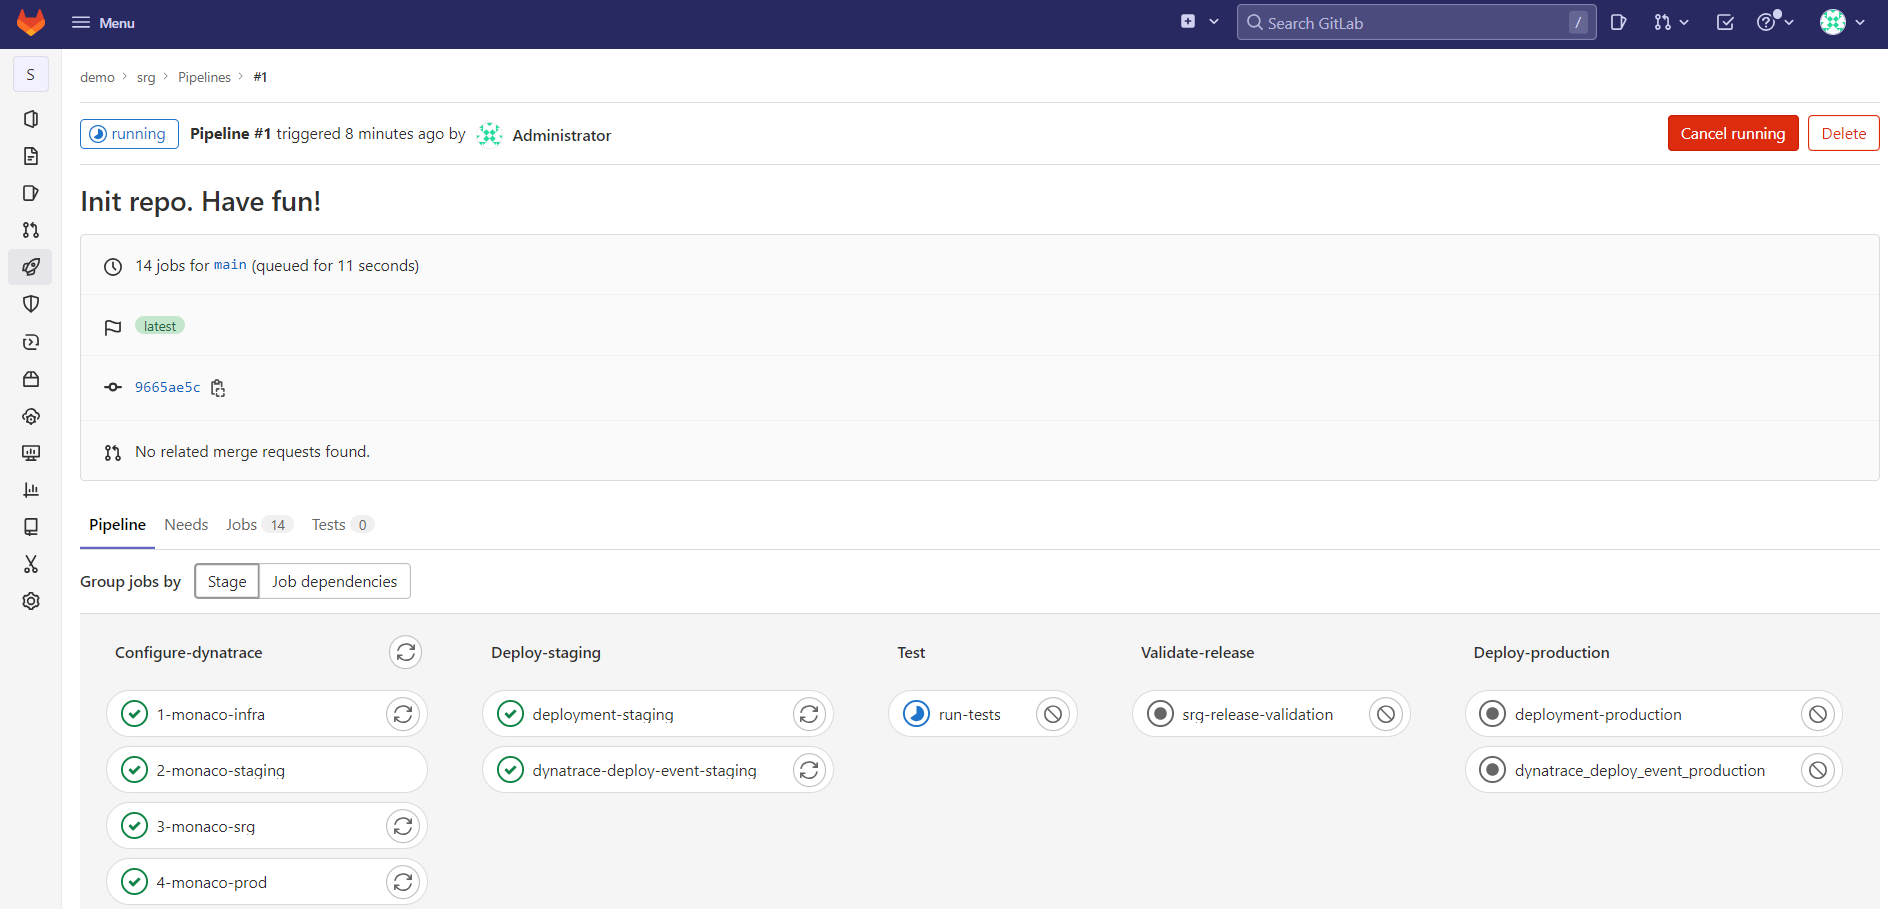 Menu
Search GitLab /
S
demo > srg > Pipelines > #1
running Pipeline #1 triggered 8 minutes ago by Administrator
Cancel running Delete
Init repo. Have fun!
14 jobs for main (queued for 11 seconds)
latest
9665ae5c
No related merge requests found.
Pipeline Needs Jobs 14 Tests 0
Group jobs by Stage Job dependencies
Configure-dynatrace
1-monaco-infra
2-monaco-staging
3-monaco-srg
4-monaco-prod
Deploy-staging
deployment-staging
dynatrace-deploy-event-staging
Test
run-tests
Validate-release
srg-release-validation
Deploy-production
deployment-production
dynatrace_deploy_event_production